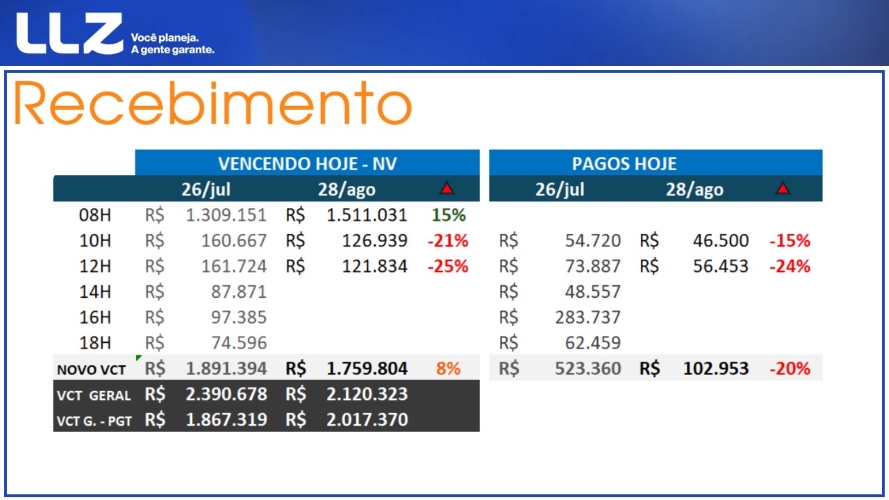 LLZ Você planeja.
A gente garante.
Recebimento
VENCENDO HOJE - NV PAGOS HOJE
26/jul 28/ago 26/jul 28/ago
08H R$ 1.309.151 R$ 1.511.031 15%
10H R$ 160.667 R$ 126.939 -21% R$ 54.720 R$ 46.500 -15%
12H R$ 161.724 R$ 121.834 -25% R$ 73.887 R$ 56.453 -24%
14H R$ 87.871 R$ 48.557
16H R$ 97.385 R$ 283.737
18H R$ 74.596 R$ 62.459
NOVO VCT R$ 1.891.394 R$ 1.759.804 8% R$ 523.360 R$ 102.953 -20%
VCT GERAL R$ 2.390.678 R$ 2.120.323
VCT G. - PGT R$ 1.867.319 R$ 2.017.370